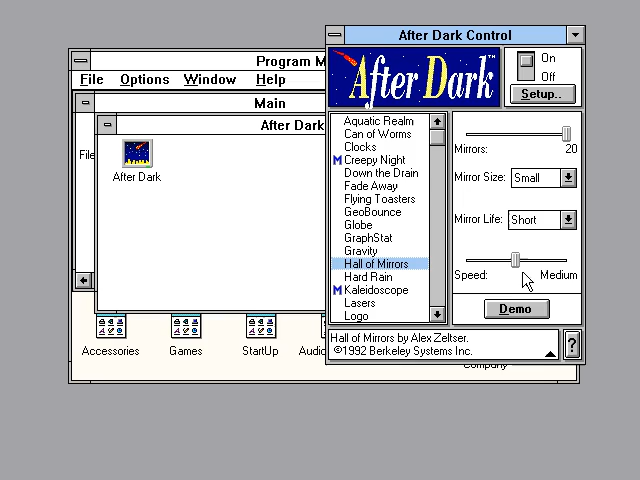 After Dark Control
Program M
File Options Window Help
Main
After Dark
File
After Dark
Accessories
Games
StartUp
Audio
Company
After Dark™
On
Off
Setup..
Aquatic Realm
Can of Worms
Clocks
M Creepy Night
Down the Drain
Fade Away
Flying Toasters
GeoBounce
Globe
GraphStat
Gravity
Hall of Mirrors
Hard Rain
M Kaleidoscope
Lasers
Logo
Mirrors: 20
Mirror Size: Small
Mirror Life: Short
Speed: Medium
Demo
Hall of Mirrors by Alex Zeltser.
©1992 Berkeley Systems Inc.
?